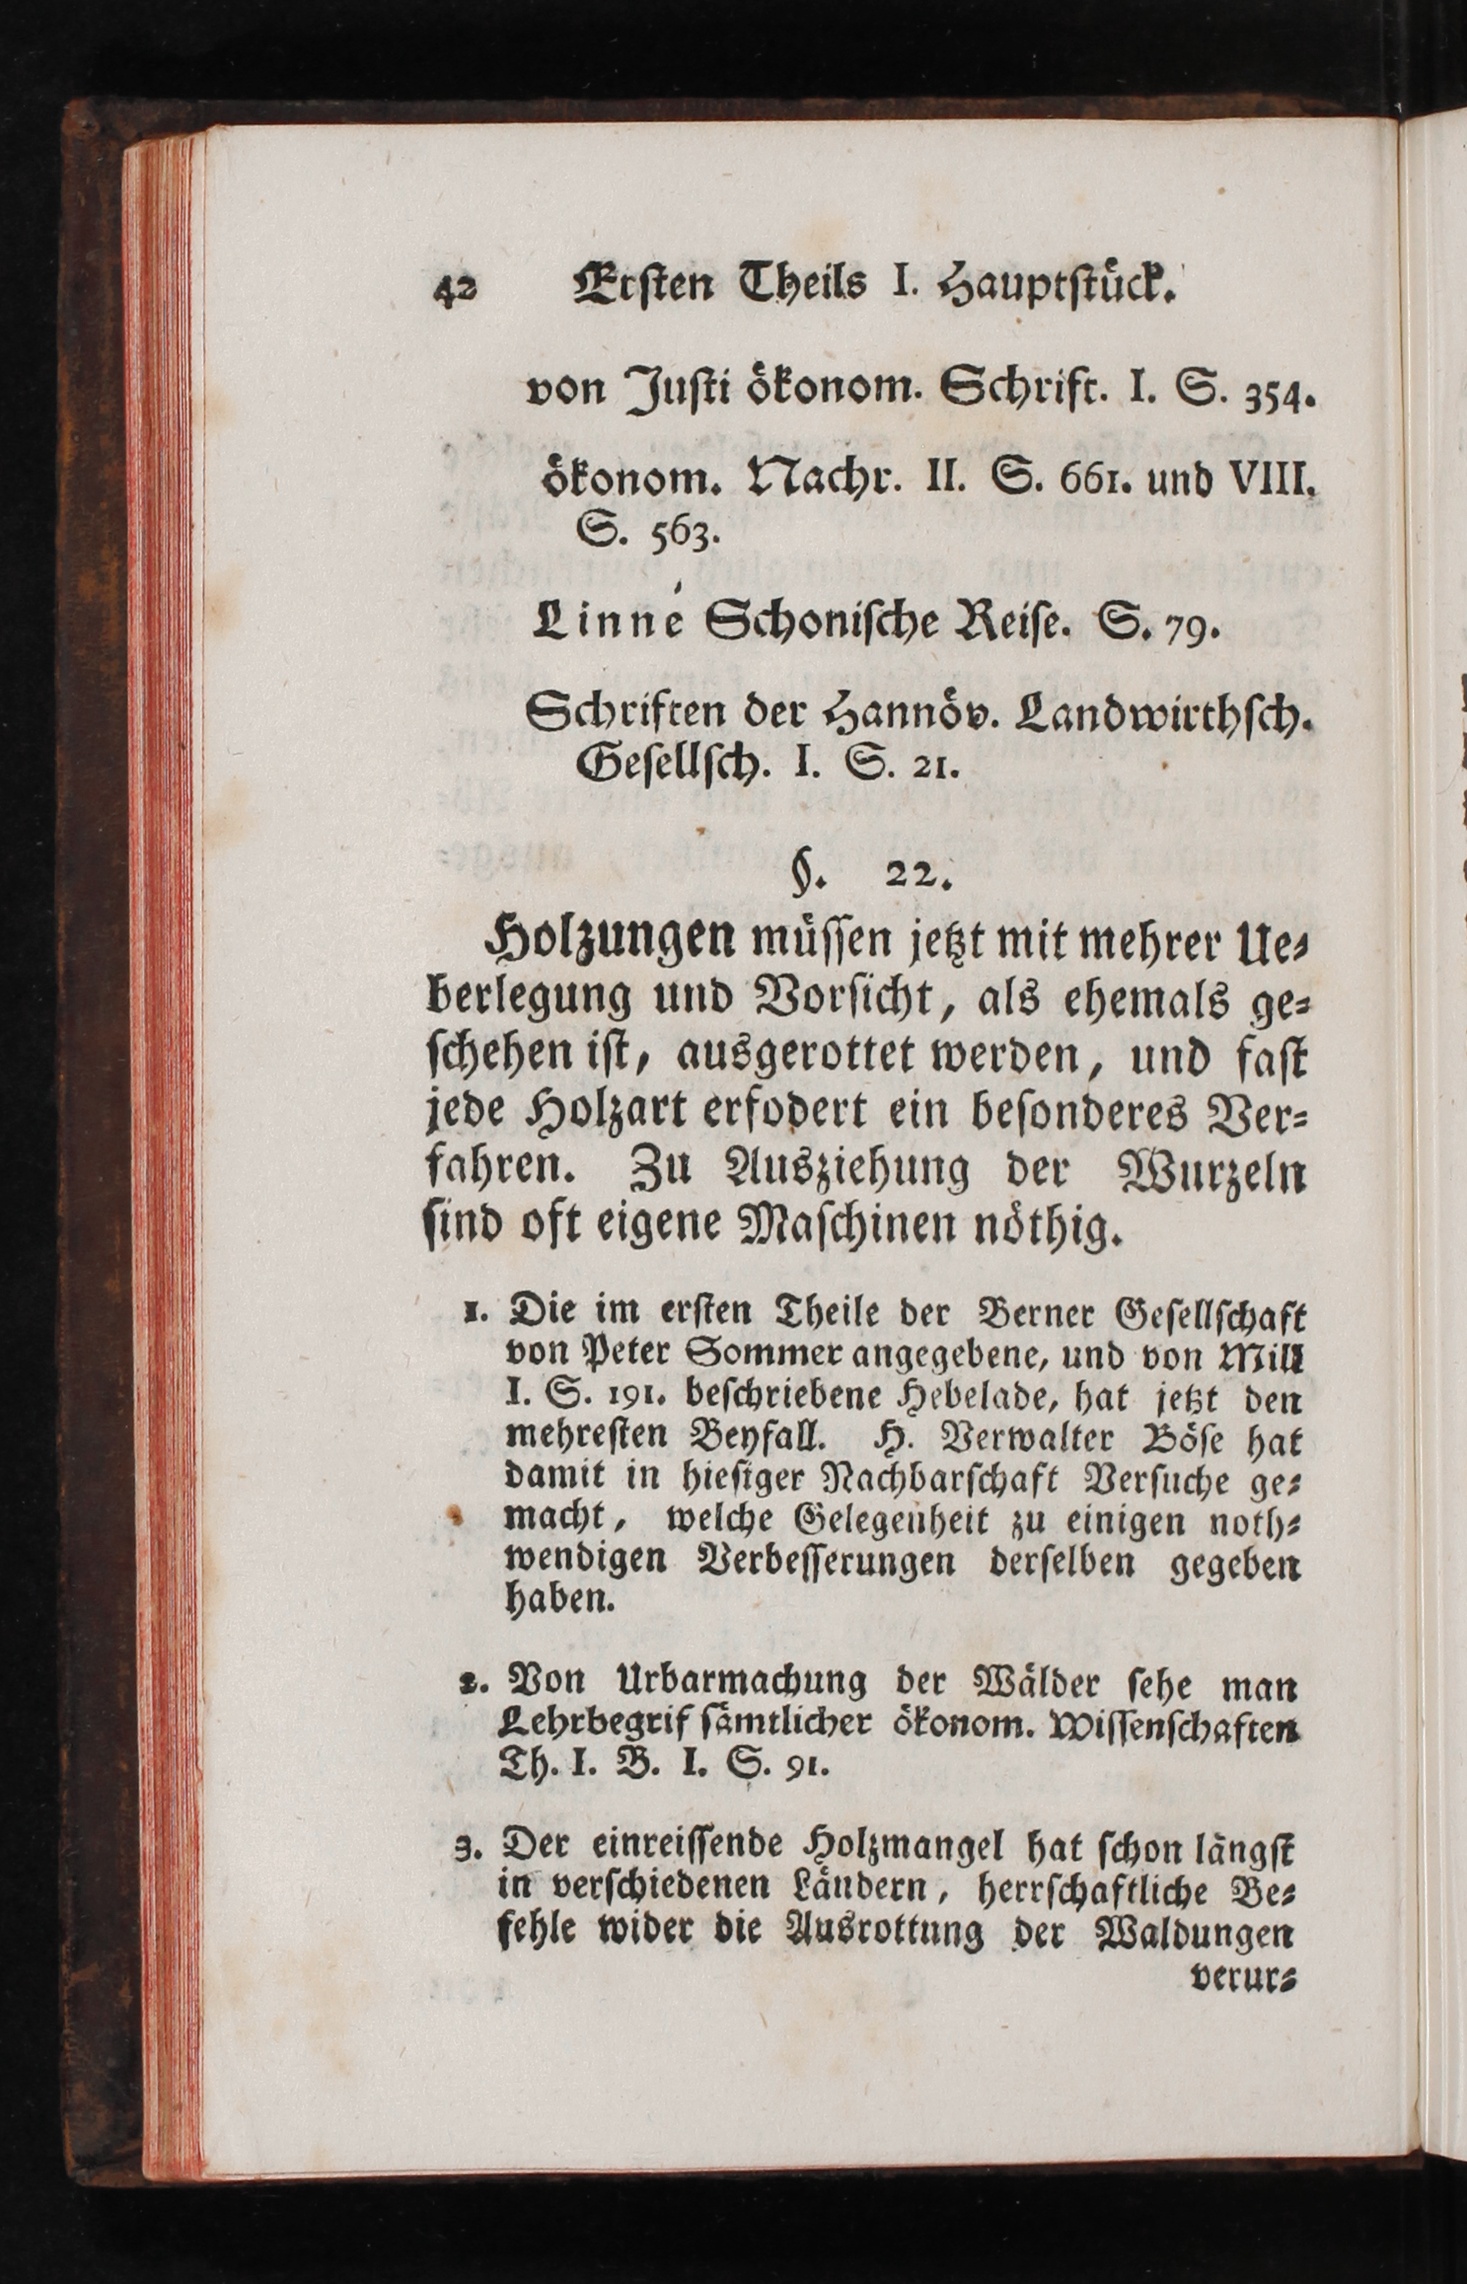 42 Erſten Theils I. Hauptſtück.
von Juſti ökonom. Schrift. I. S. 354.
ökonom. Nachr. II. S. 661. und VIII.
S. 563.
Linné Schoniſche Reiſe. S. 79.
Schriften der Hannöv. Landwirthſch.
Geſellſch. I. S. 21.
§. 22.
Holzungen müſſen jetzt mit mehrer Ue-
berlegung und Vorſicht, als ehemals ge-
ſchehen iſt, ausgerottet werden, und faſt
jede Holzart erfodert ein beſonderes Ver-
fahren. Zu Ausziehung der Wurzeln
ſind oft eigene Maſchinen nöthig.
1. Die im erſten Theile der Berner Geſellſchaft
von Peter Sommer angegebene, und von Mill
I. S. 191. beſchriebene Hebelade, hat jetzt den
mehreſten Beyfall. H. Verwalter Böſe hat
damit in hieſiger Nachbarſchaft Verſuche ge-
macht, welche Gelegenheit zu einigen noth-
wendigen Verbeſſerungen derſelben gegeben
haben.
2. Von Urbarmachung der Wälder ſehe man
Lehrbegrif ſämtlicher ökonom. Wiſſenſchaften
Th. I. B. I. S. 91.
3. Der einreiſſende Holzmangel hat ſchon längſt
in verſchiedenen Ländern, herrſchaftliche Be-
fehle wider die Ausrottung der Waldungen
verur-